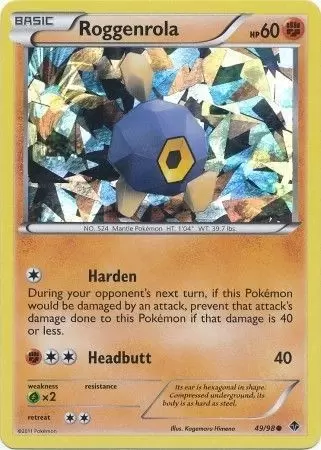 BASIC
Roggenrola HP60
NO. 524 Mantle Pokémon HT. 1'04" WT. 39.7 lbs.
Harden
During your opponent's next turn, if this Pokémon
would be damaged by an attack, prevent that attack's
damage done to this Pokémon if that damage is 40
or less.
Headbutt 40
weakness resistance
×2
retreat
Its ear is hexagonal in shape.
Compressed underground, its
body is as hard as steel.
©2011 Pokémon
Illus. Kagemaru Himeno 49/98